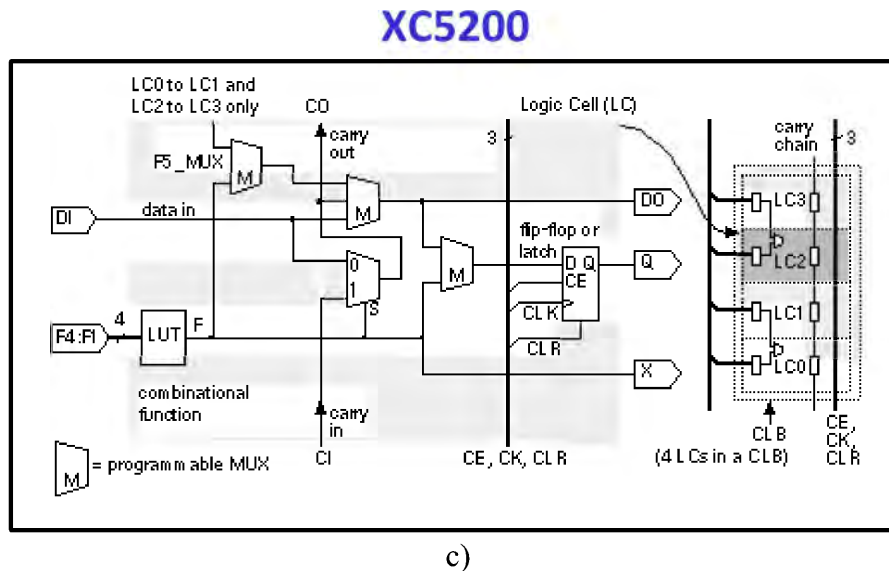 XC5200
LC0 to LC1 and
LC2 to LC3 only
CO
carry
out
F5_MUX
M
M
DI
data in
0
1
S
M
F4:F1
4
LUT
F
combinational
function
carry
in
CI
M
= programmable MUX
Logic Cell (LC)
3
flip-flop or
latch
D Q
CE
CLK
CLR
CE, CK, CLR
DO
Q
X
carry
chain
3
LC3
LC2
LC1
LC0
CLB
(4 LCs in a CLB)
CE,
CK,
CLR
c)